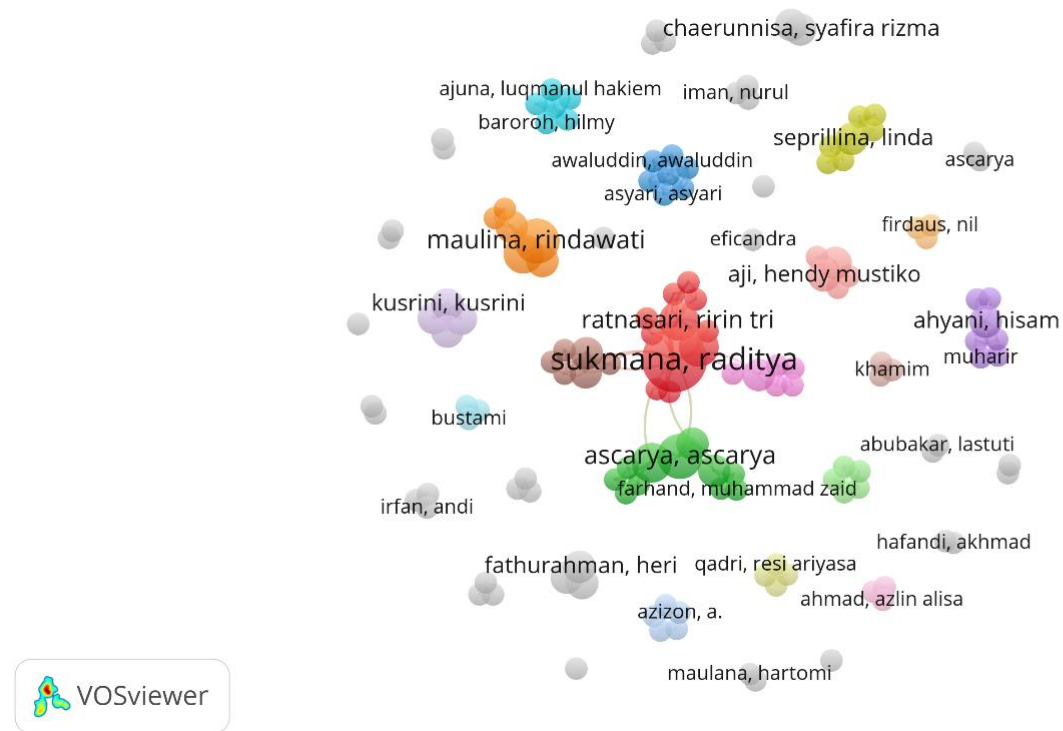 chaerunnisa, syafira rizma
ajuna, luqmanul hakiem
iman, nurul
baroroh, hilmy
seprillina, linda
awaluddin, awaluddin
ascarya
asyari, asyari
firdaus, nil
maulina, rindawati
eficandra
aji, hendy mustiko
kusrini, kusrini
ratnasari, ririn tri
ahyani, hisam
sukmana, raditya
muharir
khamim
bustami
abubakar, lastuti
ascarya, ascarya
farhand, muhammad zaid
irfan, andi
hafandi, akhmad
fathurahman, heri
qadri, resi ariyasa
ahmad, azlin alisa
azizon, a.
maulana, hartomi
VOSviewer